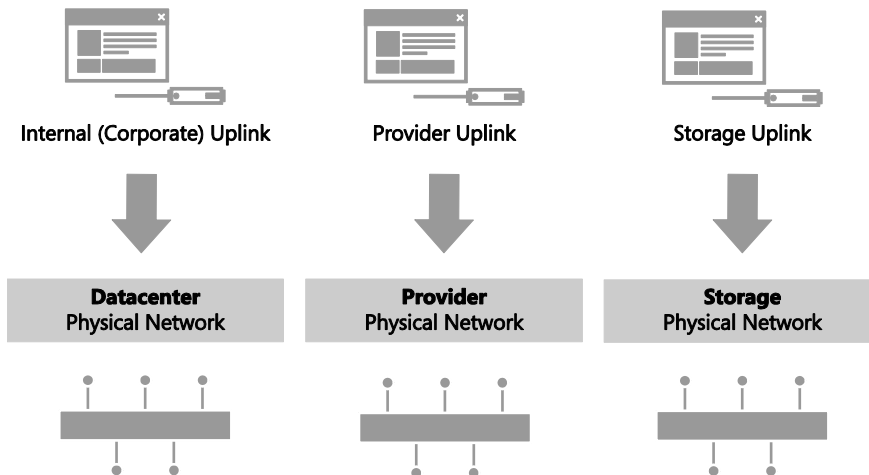 Internal (Corporate) Uplink
Provider Uplink
Storage Uplink
Datacenter
Physical Network
Provider
Physical Network
Storage
Physical Network